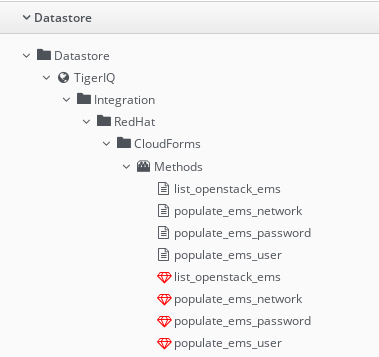 Datastore
Datastore
TigerIQ
Integration
RedHat
CloudForms
Methods
list_openstack_ems
populate_ems_network
populate_ems_password
populate_ems_user
list_openstack_ems
populate_ems_network
populate_ems_password
populate_ems_user